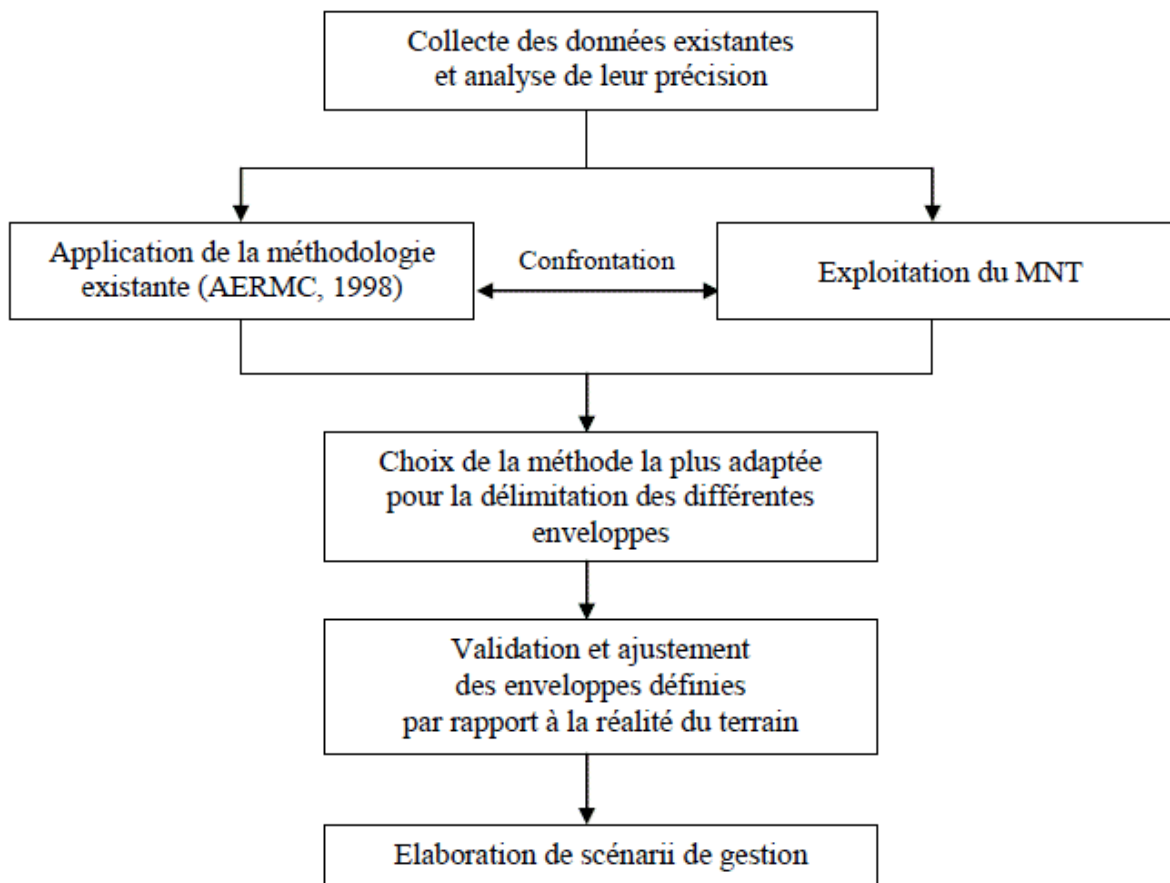 Collecte des données existantes
et analyse de leur précision
Application de la méthodologie
existante (AERMC, 1998)
Confrontation
Exploitation du MNT
Choix de la méthode la plus adaptée
pour la délimitation des différentes
enveloppes
Validation et ajustement
des enveloppes définies
par rapport à la réalité du terrain
Elaboration de scénarii de gestion